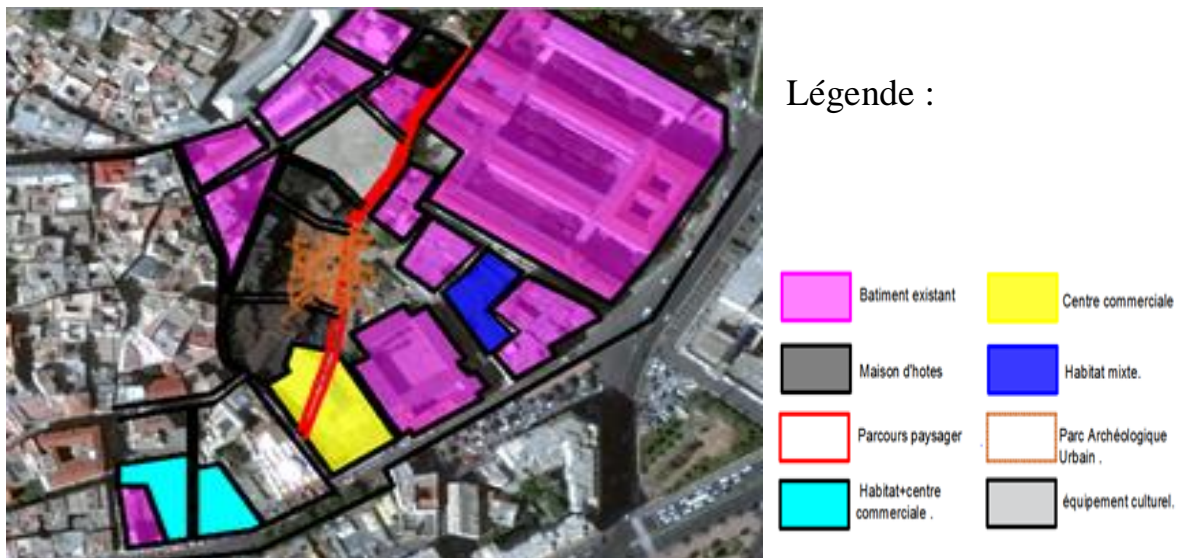 Légende :
Batiment existant
Centre commerciale
Maison d'hotes
Habitat mixte.
Parcours paysager .
Parc Archéologique
Urbain .
Habitat+centre
commerciale .
équipement culturel.